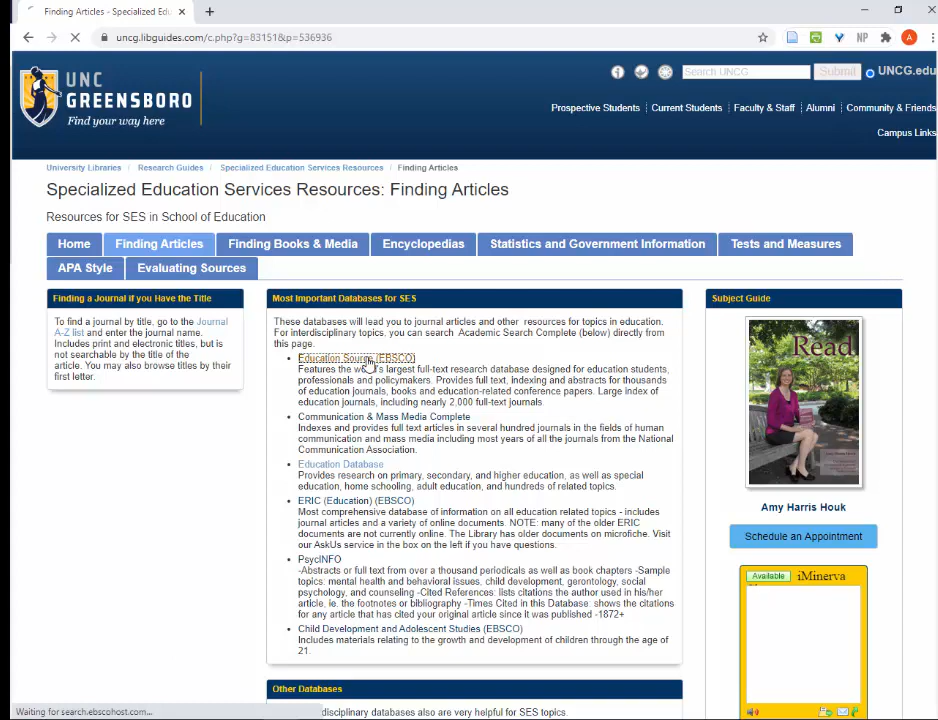 Finding Articles - Specialized Edu
uncg.libguides.com/c.php?g=83151&p=536936
NP
A
UNC
GREENSBORO
Find your way here
Search UNCG
Submit
UNCG.edu
Prospective Students
Current Students
Faculty & Staff
Alumni
Community & Friends
Campus Links
University Libraries / Research Guides / Specialized Education Services Resources / Finding Articles
Specialized Education Services Resources: Finding Articles
Resources for SES in School of Education
Home
Finding Articles
Finding Books & Media
Encyclopedias
Statistics and Government Information
Tests and Measures
APA Style
Evaluating Sources
Finding a Journal if you Have the Title
To find a journal by title, go to the Journal
A-Z list and enter the journal name.
Includes print and electronic titles, but is
not searchable by the title of the
article. You may also browse titles by their
first letter.
Most Important Databases for SES
These databases will lead you to journal articles and other resources for topics in education.
For interdisciplinary topics, you can search Academic Search Complete (below) directly from
this page.
Education Source (EBSCO)
Features the world's largest full-text research database designed for education students,
professionals and policymakers. Provides full text, indexing and abstracts for thousands
of education journals, books and education-related conference papers. Large index of
education journals, including nearly 2,000 full-text journals.
Communication & Mass Media Complete
Indexes and provides full text articles in several hundred journals in the fields of human
communication and mass media including most years of all the journals from the National
Communication Association.
Education Database
Provides research on primary, secondary, and higher education, as well as special
education, home schooling, adult education, and hundreds of related topics.
ERIC (Education) (EBSCO)
Most comprehensive database of information on all education related topics - includes
journal articles and a variety of online documents. NOTE: many of the older ERIC
documents are not currently online. The Library has older documents on microfiche. Visit
our AskUs service in the box on the left if you have questions.
PsycINFO
-Abstracts or full text from over a thousand periodicals as well as book chapters -Sample
topics: mental health and behavioral issues, child development, gerontology, social
psychology, and counseling -Cited References: lists citations the author used in his/her
article, ie. the footnotes or bibliography -Times Cited in this Database: shows the citations
for any article that has cited your original article since it was published -1872+
Child Development and Adolescent Studies (EBSCO)
Includes materials relating to the growth and development of children through the age of
21.
Other Databases
disciplinary databases also are very helpful for SES topics.
Subject Guide
Read
Amy Harris Houk
Schedule an Appointment
Available
iMinerva
Waiting for search.ebscohost.com...